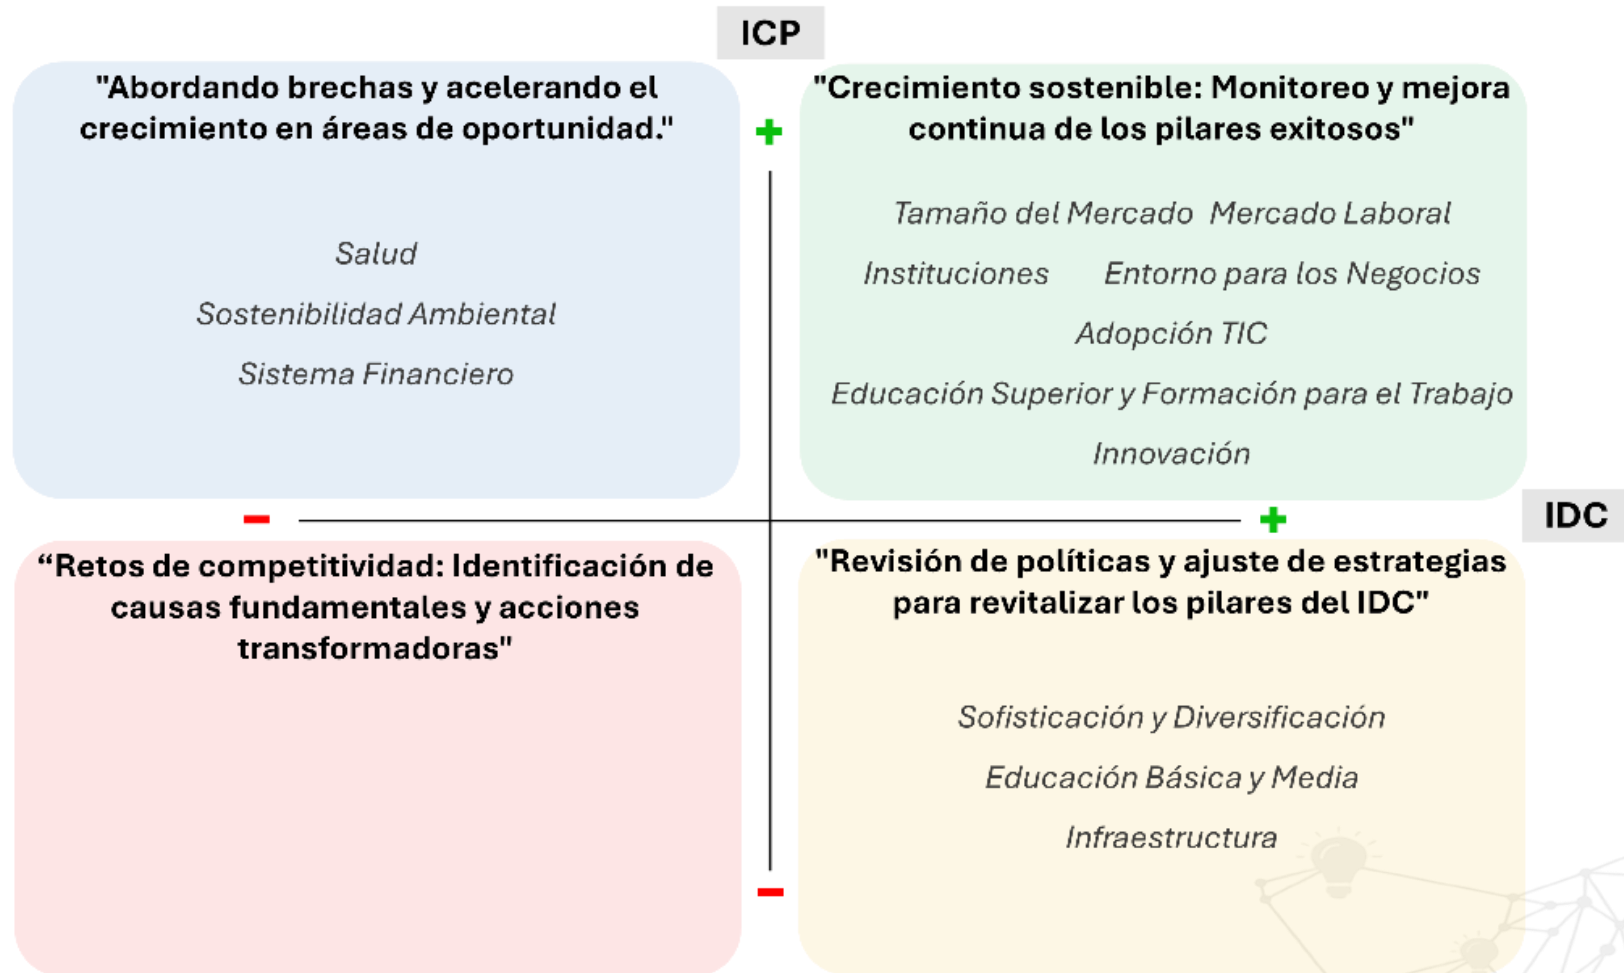 ICP
"Abordando brechas y acelerando el
crecimiento en áreas de oportunidad."
Salud
Sostenibilidad Ambiental
Sistema Financiero
"Crecimiento sostenible: Monitoreo y mejora
continua de los pilares exitosos"
Tamaño del Mercado Mercado Laboral
Instituciones Entorno para los Negocios
Adopción TIC
Educación Superior y Formación para el Trabajo
Innovación
IDC
“Retos de competitividad: Identificación de
causas fundamentales y acciones
transformadoras"
"Revisión de políticas y ajuste de estrategias
para revitalizar los pilares del IDC"
Sofisticación y Diversificación
Educación Básica y Media
Infraestructura